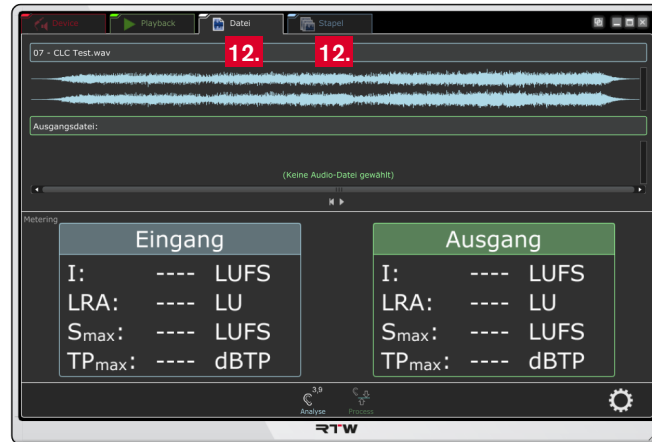 Device Playback Datei Stapel
12. 12.
07 - CLC Test.wav
Ausgangsdatei:
(Keine Audio-Datei gewählt)
Metering
Eingang
I: ---- LUFS
LRA: ---- LU
Smax: ---- LUFS
TPmax: ---- dBTP
Ausgang
I: ---- LUFS
LRA: ---- LU
Smax: ---- LUFS
TPmax: ---- dBTP
3,9
Analyse Process
RTW